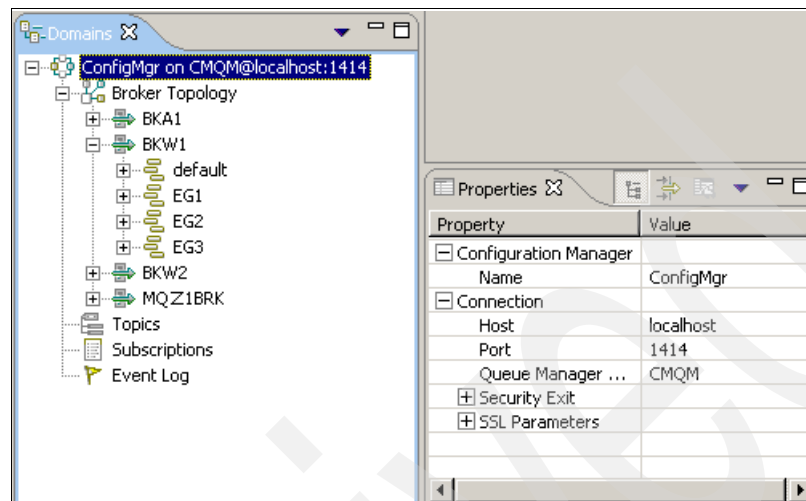 Domains
ConfigMgr on CMQM@localhost:1414
Broker Topology
BKA1
BKW1
default
EG1
EG2
EG3
BKW2
MQZ1BRK
Topics
Subscriptions
Event Log
Properties
Property Value
Configuration Manager
Name ConfigMgr
Connection
Host localhost
Port 1414
Queue Manager ... CMQM
Security Exit
SSL Parameters